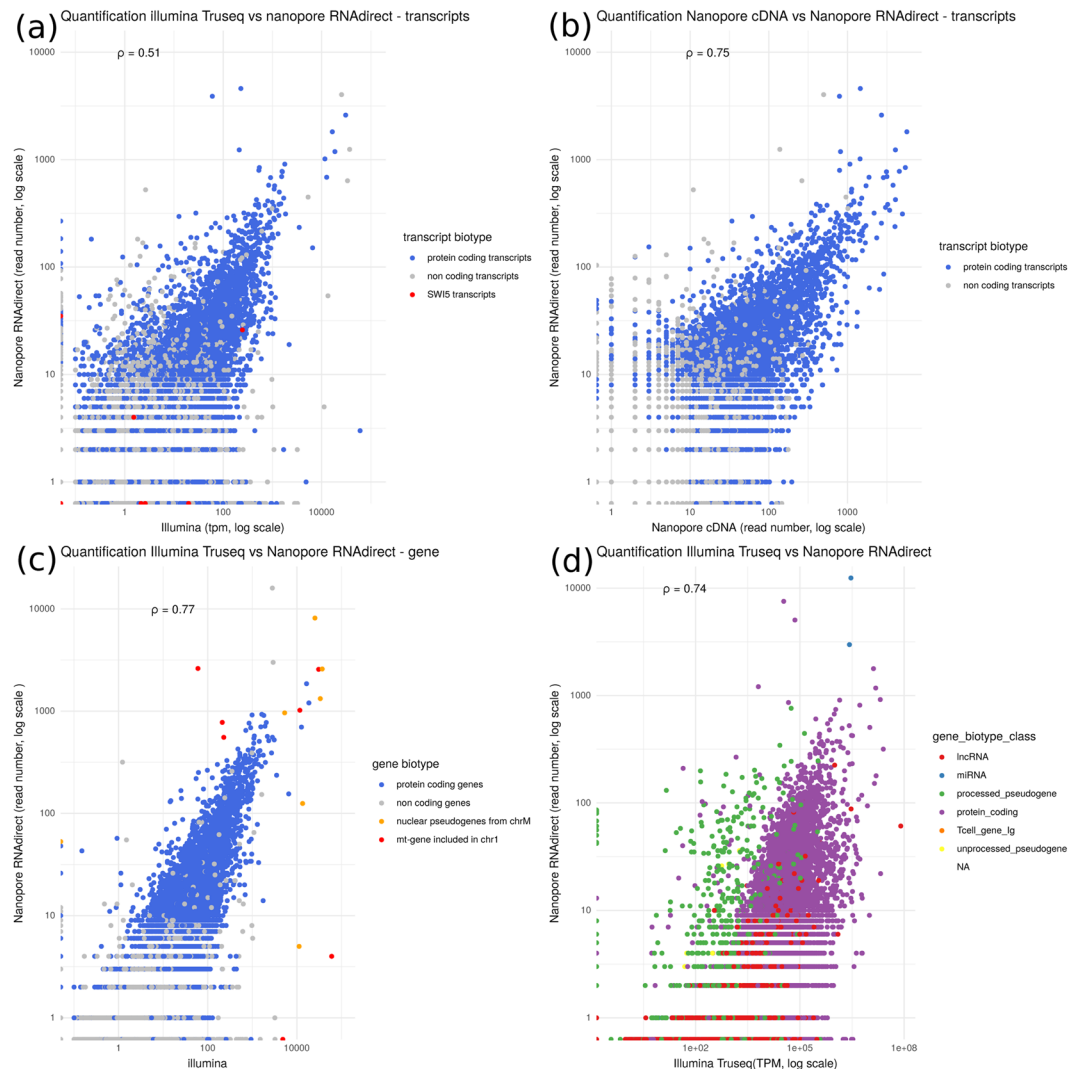 (a) Quantification illumina Truseq vs nanopore RNAdirect - transcripts
ρ = 0.51
10000
1000
100
10
1
Nanopore RNAdirect (read number, log scale )
1
100
10000
Illumina (tpm, log scale)
transcript biotype
protein coding transcripts
non coding transcripts
SWI5 transcripts
(b) Quantification Nanopore cDNA vs Nanopore RNAdirect - transcripts
ρ = 0.75
10000
1000
100
10
1
Nanopore RNAdirect (read number, log scale )
1
10
100
1000
Nanopore cDNA (read number, log scale)
transcript biotype
protein coding transcripts
non coding transcripts
(c) Quantification Illumina Truseq vs Nanopore RNAdirect - gene
ρ = 0.77
10000
1000
100
10
1
Nanopore RNAdirect (read number, log scale )
1
100
10000
illumina
gene biotype
protein coding genes
non coding genes
nuclear pseudogenes from chrM
mt-gene included in chr1
(d) Quantification Illumina Truseq vs Nanopore RNAdirect
ρ = 0.74
10000
1000
100
10
1
Nanopore RNAdirect (read number, log scale )
1e+02
1e+05
1e+08
Illumina Truseq(TPM, log scale)
gene_biotype_class
lncRNA
miRNA
processed_pseudogene
protein_coding
Tcell_gene_Ig
unprocessed_pseudogene
NA